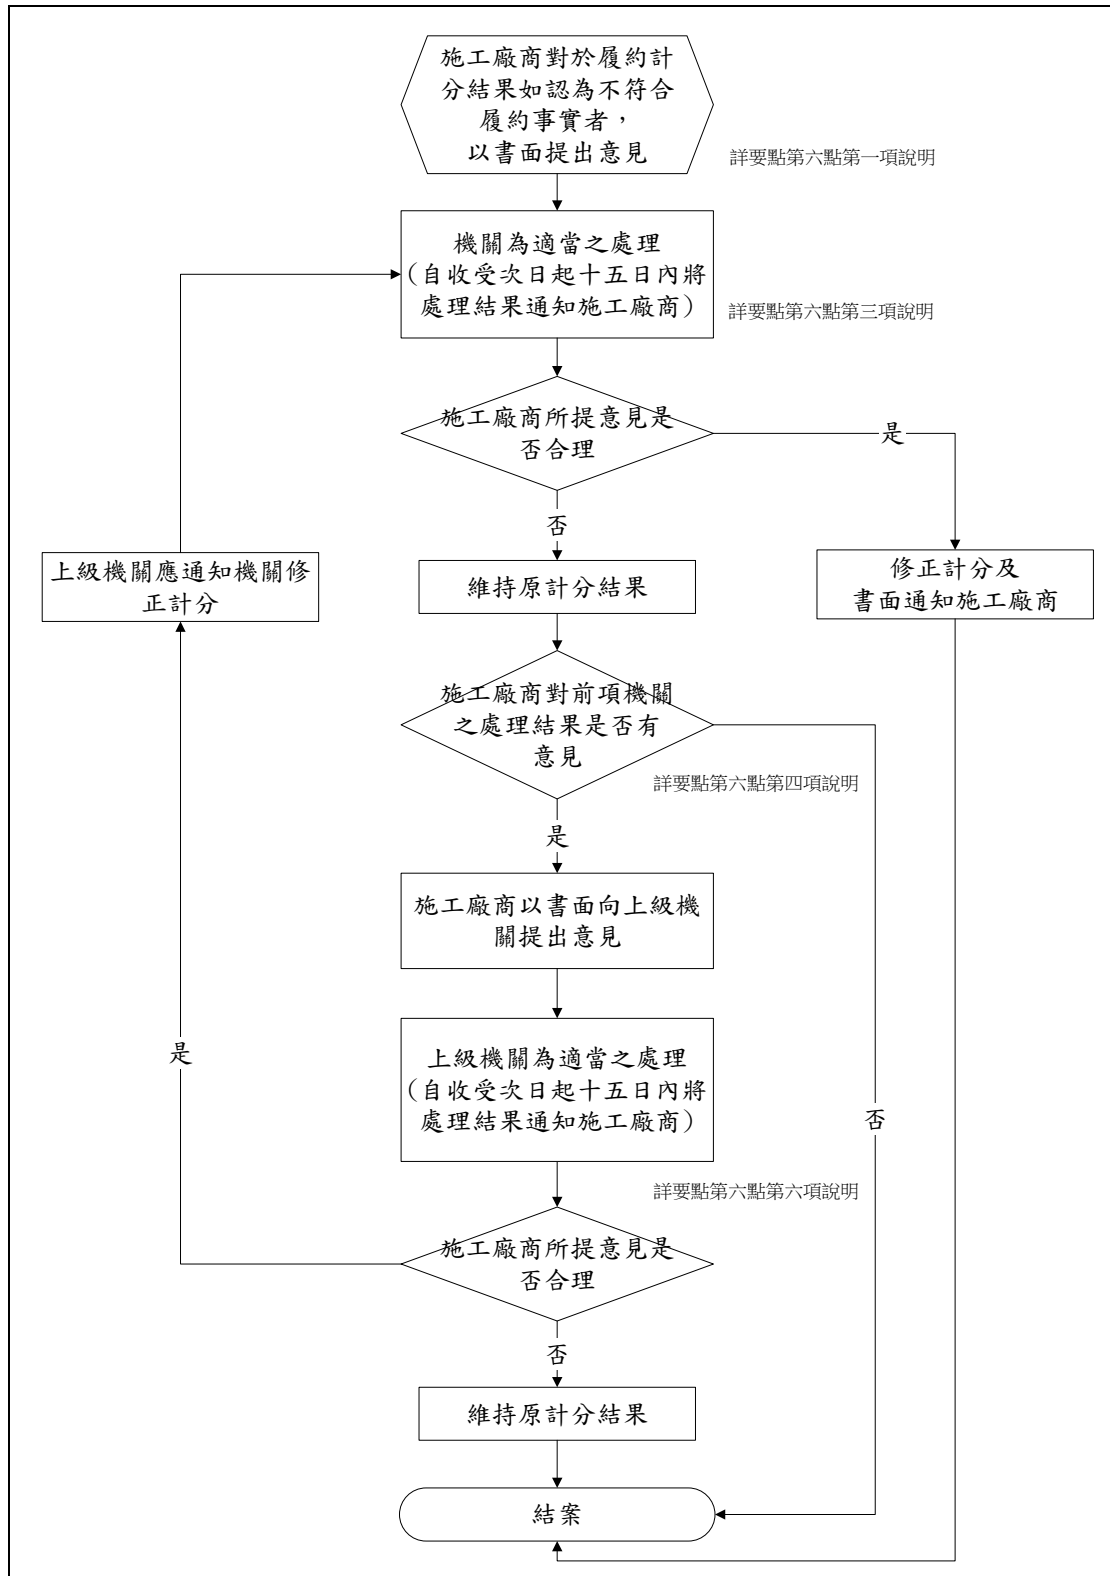 施工廠商對於履約計
分結果如認為不符合
履約事實者，
以書面提出意見
詳要點第六點第一項說明
機關為適當之處理
(自收受次日起十五日內將
處理結果通知施工廠商)
詳要點第六點第三項說明
施工廠商所提意見是
否合理
是
否
上級機關應通知機關修
正計分
維持原計分結果
修正計分及
書面通知施工廠商
施工廠商對前項機關
之處理結果是否有
意見
詳要點第六點第四項說明
是
施工廠商以書面向上級機
關提出意見
上級機關為適當之處理
(自收受次日起十五日內將
處理結果通知施工廠商)
是
否
詳要點第六點第六項說明
施工廠商所提意見是
否合理
否
維持原計分結果
結案